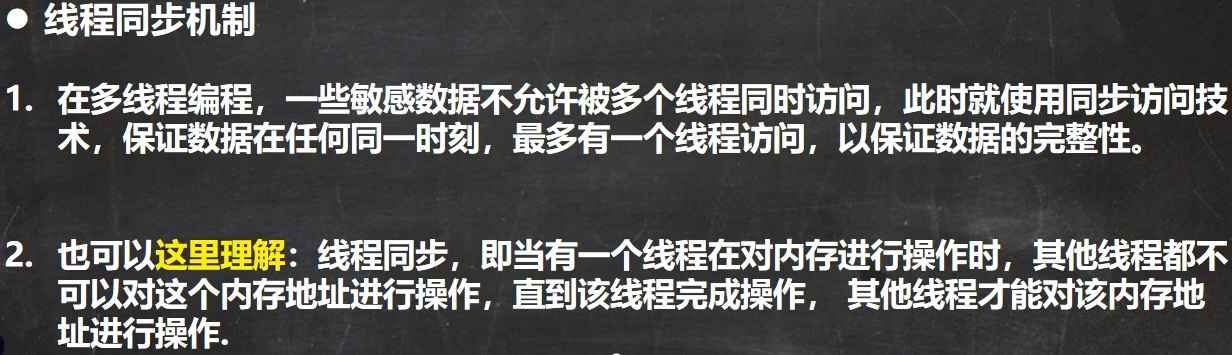 ● 线程同步机制
1. 在多线程编程，一些敏感数据不允许被多个线程同时访问，此时就使用同步访问技
术，保证数据在任何同一时刻，最多有一个线程访问，以保证数据的完整性。
2. 也可以这里理解：线程同步，即当有一个线程在对内存进行操作时，其他线程都不
可以对这个内存地址进行操作，直到该线程完成操作， 其他线程才能对该内存地
址进行操作.